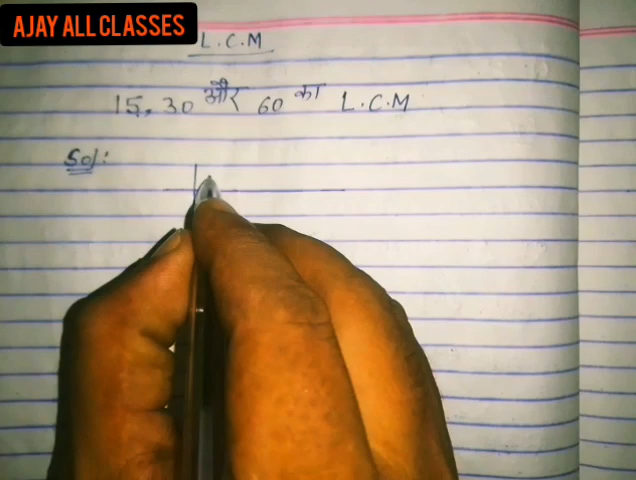 AJAY ALL CLASSES
L.C.M
15, 30 और 60 का L.C.M
Sol: